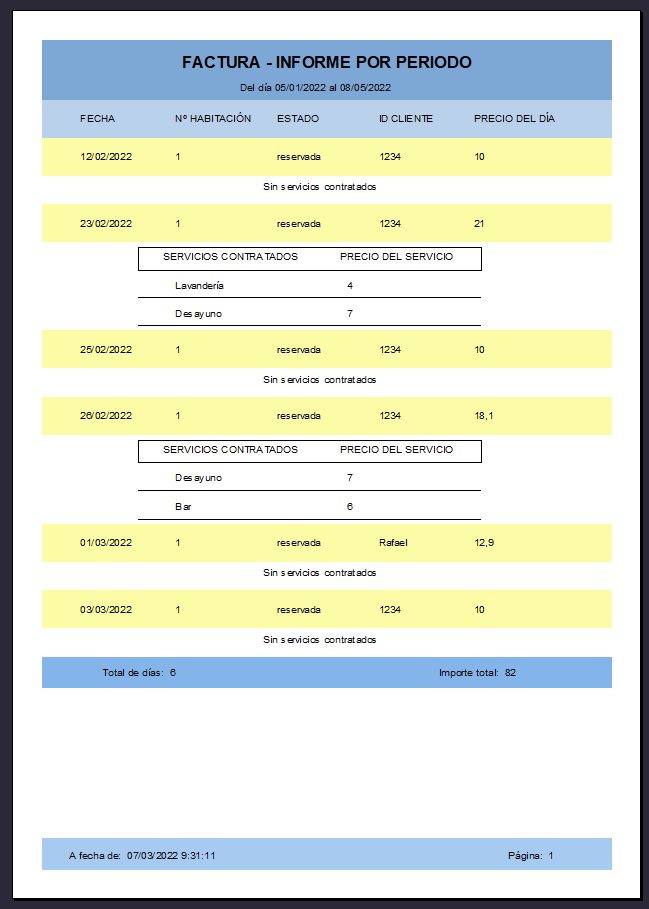 FACTURA - INFORME POR PERIODO
Del día 05/01/2022 al 08/05/2022
FECHA Nº HABITACIÓN ESTADO ID CLIENTE PRECIO DEL DÍA
12/02/2022 1 reservada 1234 10
Sin servicios contratados
23/02/2022 1 reservada 1234 21
SERVICIOS CONTRATADOS PRECIO DEL SERVICIO
Lavandería 4
Desayuno 7
25/02/2022 1 reservada 1234 10
Sin servicios contratados
26/02/2022 1 reservada 1234 18,1
SERVICIOS CONTRATADOS PRECIO DEL SERVICIO
Desayuno 7
Bar 6
01/03/2022 1 reservada Rafael 12,9
Sin servicios contratados
03/03/2022 1 reservada 1234 10
Sin servicios contratados
Total de días: 6 Importe total: 82
A fecha de: 07/03/2022 9:31:11 Página: 1